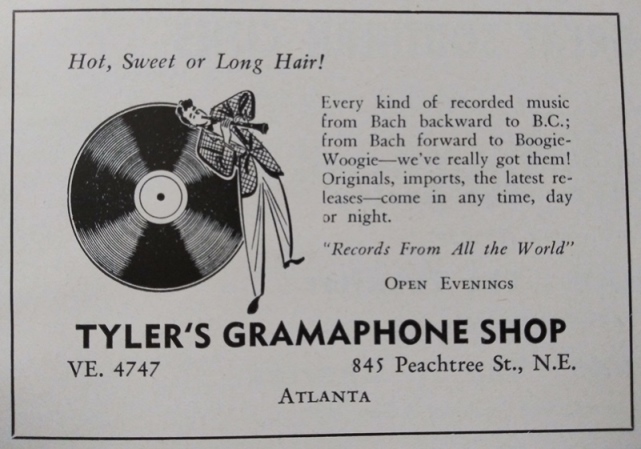 Hot, Sweet or Long Hair!
Every kind of recorded music
from Bach backward to B.C.;
from Bach forward to Boogie-
Woogie—we've really got them!
Originals, imports, the latest re-
leases—come in any time, day
or night.
"Records From All the World"
OPEN EVENINGS
TYLER'S GRAMAPHONE SHOP
VE. 4747 845 Peachtree St., N.E.
ATLANTA